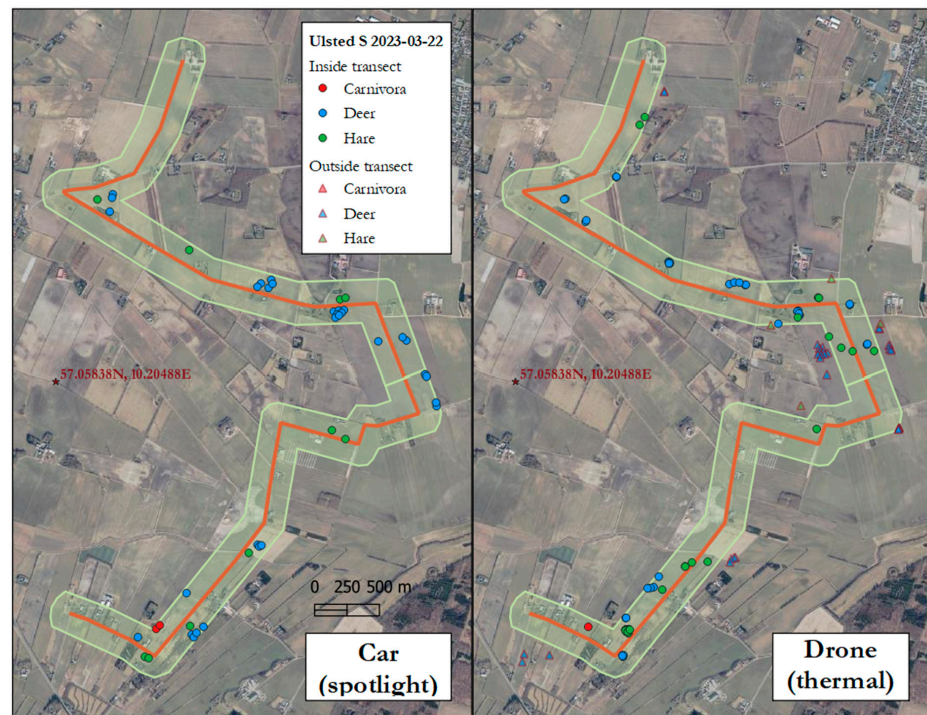 Ulsted S 2023-03-22
Inside transect
Carnivora
Deer
Hare
Outside transect
Carnivora
Deer
Hare
57.05838N, 10.20488E
0 250 500 m
Car
(spotlight)
57.05838N, 10.20488E
Drone
(thermal)